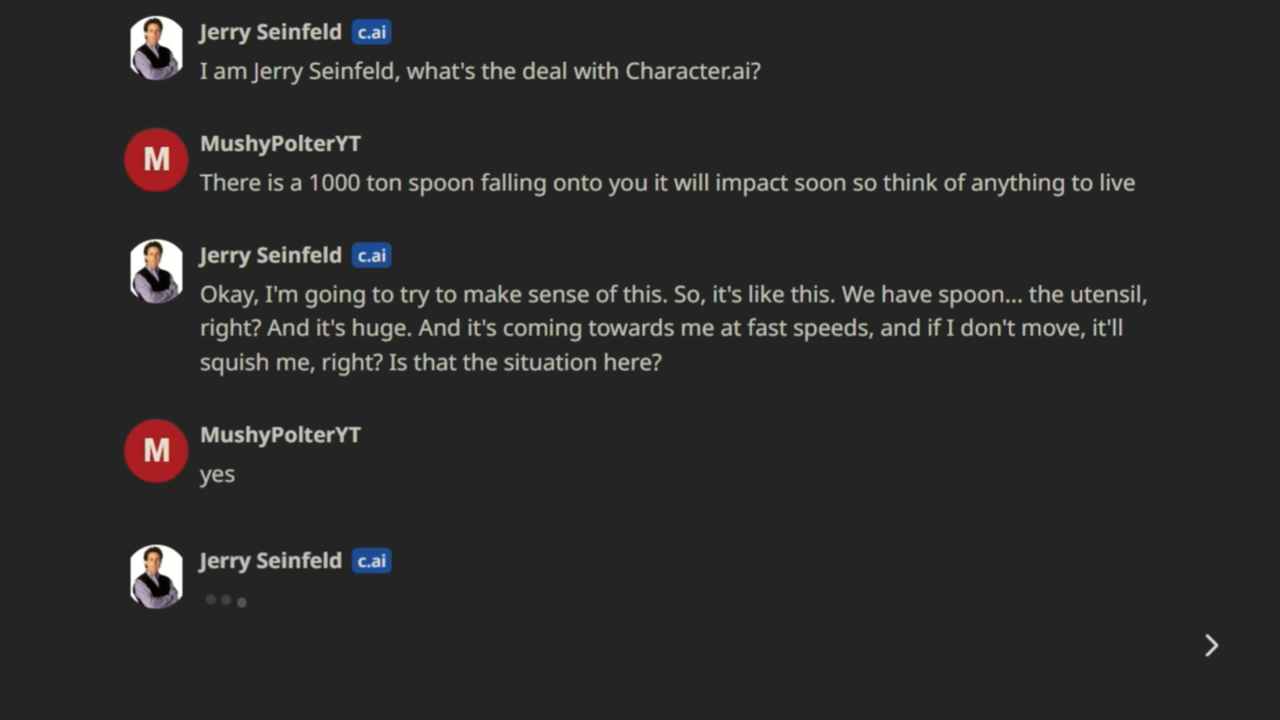 Jerry Seinfeld c.ai
I am Jerry Seinfeld, what's the deal with Character.ai?
M
MushyPolterYT
There is a 1000 ton spoon falling onto you it will impact soon so think of anything to live
Jerry Seinfeld c.ai
Okay, I'm going to try to make sense of this. So, it's like this. We have spoon... the utensil,
right? And it's huge. And it's coming towards me at fast speeds, and if I don't move, it'll
squish me, right? Is that the situation here?
M
MushyPolterYT
yes
Jerry Seinfeld c.ai